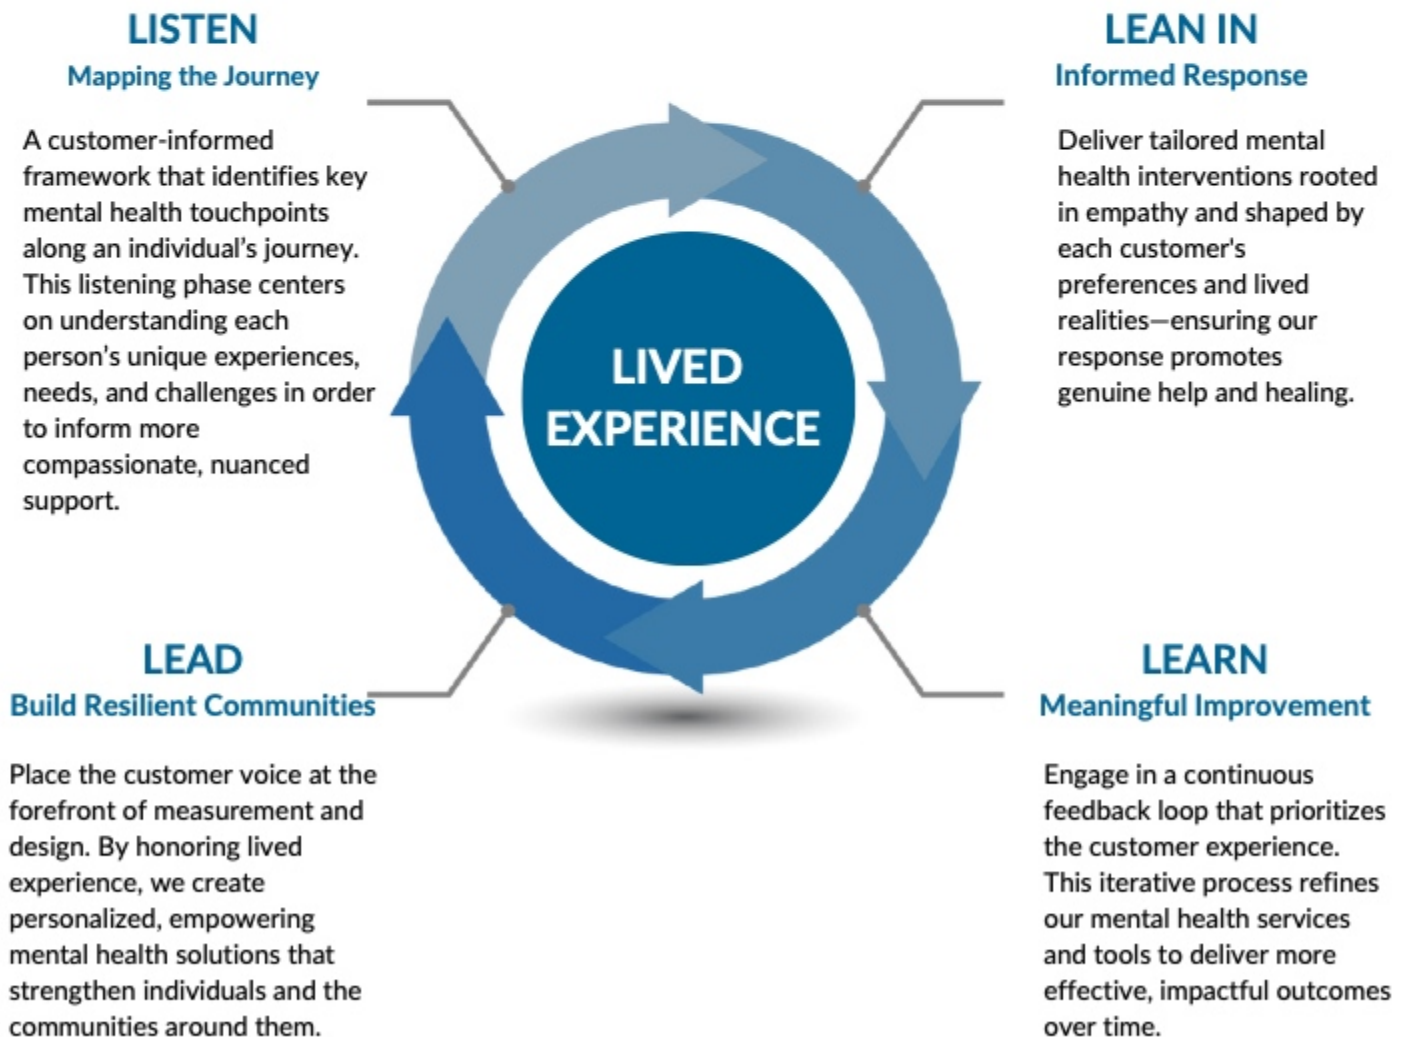 LISTEN
Mapping the Journey
A customer-informed
framework that identifies key
mental health touchpoints
along an individual's journey.
This listening phase centers
on understanding each
person's unique experiences,
needs, and challenges in order
to inform more
compassionate, nuanced
support.
LEAN IN
Informed Response
Deliver tailored mental
health interventions rooted
in empathy and shaped by
each customer's
preferences and lived
realities—ensuring our
response promotes
genuine help and healing.
LIVED
EXPERIENCE
LEAD
Build Resilient Communities
Place the customer voice at the
forefront of measurement and
design. By honoring lived
experience, we create
personalized, empowering
mental health solutions that
strengthen individuals and the
communities around them.
LEARN
Meaningful Improvement
Engage in a continuous
feedback loop that prioritizes
the customer experience.
This iterative process refines
our mental health services
and tools to deliver more
effective, impactful outcomes
over time.